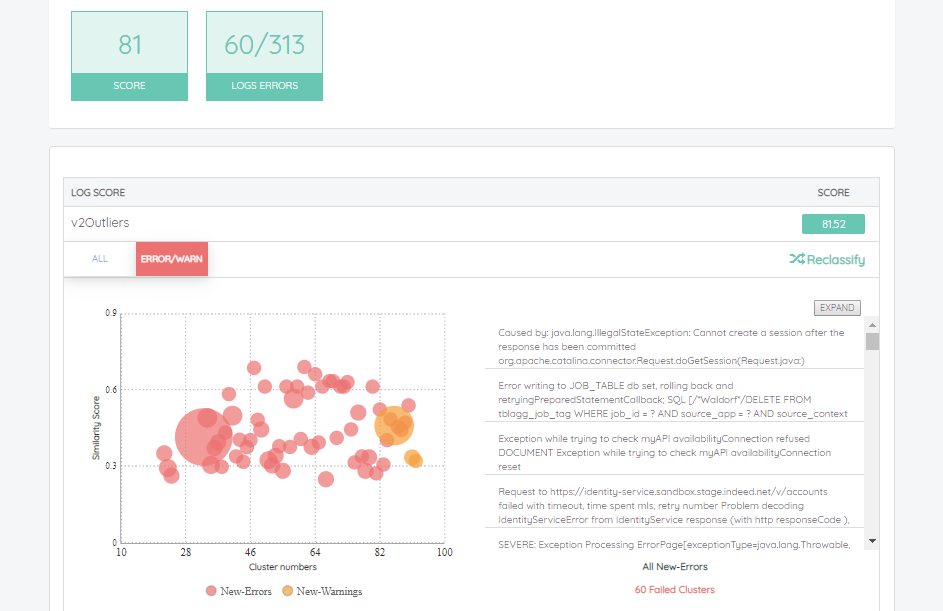 81
SCORE
60/313
LOGS ERRORS
LOG SCORE
SCORE
v2Outliers
81.52
ALL
ERROR/WARN
Reclassify
EXPAND
0.9
0.6
0.3
0
Similarity Score
10
28
46
64
82
100
Cluster numbers
New-Errors
New-Warnings
Caused by: java.lang.IllegalStateException: Cannot create a session after the
response has been committed
org.apache.catalina.connector.Request.doGetSession(Request.java:)
Error writing to JOB_TABLE db set, rolling back and
retryingPreparedStatementCallback; SQL [/*Waldorf*/DELETE FROM
tblagg_job_tag WHERE job_id = ? AND source_app = ? AND source_context
Exception while trying to check myAPI availabilityConnection refused
DOCUMENT Exception while trying to check myAPI availabilityConnection
reset
Request to https://identity-service.sandbox.stage.indeed.net/v/accounts
failed with timeout, time spent mls, retry number Problem decoding
IdentityServiceError from IdentityService response (with http responseCode ),
SEVERE: Exception Processing ErrorPage[exceptionType=java.lang.Throwable,
All New-Errors
60 Failed Clusters